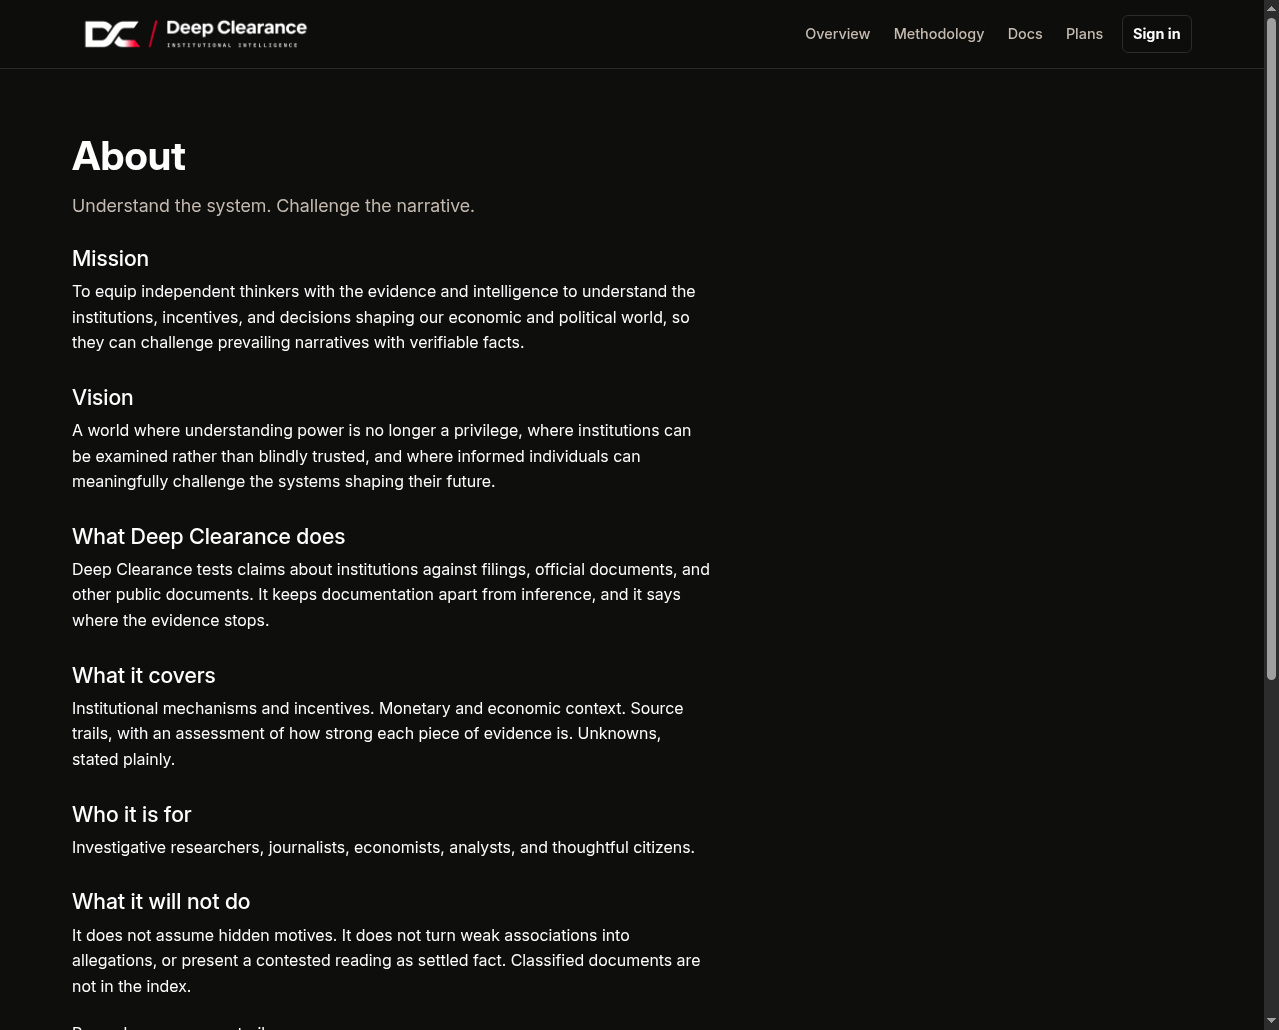 DC / Deep Clearance
INSTITUTIONAL INTELLIGENCE
Overview Methodology Docs Plans Sign in
About
Understand the system. Challenge the narrative.
Mission
To equip independent thinkers with the evidence and intelligence to understand the
institutions, incentives, and decisions shaping our economic and political world, so
they can challenge prevailing narratives with verifiable facts.
Vision
A world where understanding power is no longer a privilege, where institutions can
be examined rather than blindly trusted, and where informed individuals can
meaningfully challenge the systems shaping their future.
What Deep Clearance does
Deep Clearance tests claims about institutions against filings, official documents, and
other public documents. It keeps documentation apart from inference, and it says
where the evidence stops.
What it covers
Institutional mechanisms and incentives. Monetary and economic context. Source
trails, with an assessment of how strong each piece of evidence is. Unknowns,
stated plainly.
Who it is for
Investigative researchers, journalists, economists, analysts, and thoughtful citizens.
What it will not do
It does not assume hidden motives. It does not turn weak associations into
allegations, or present a contested reading as settled fact. Classified documents are
not in the index.